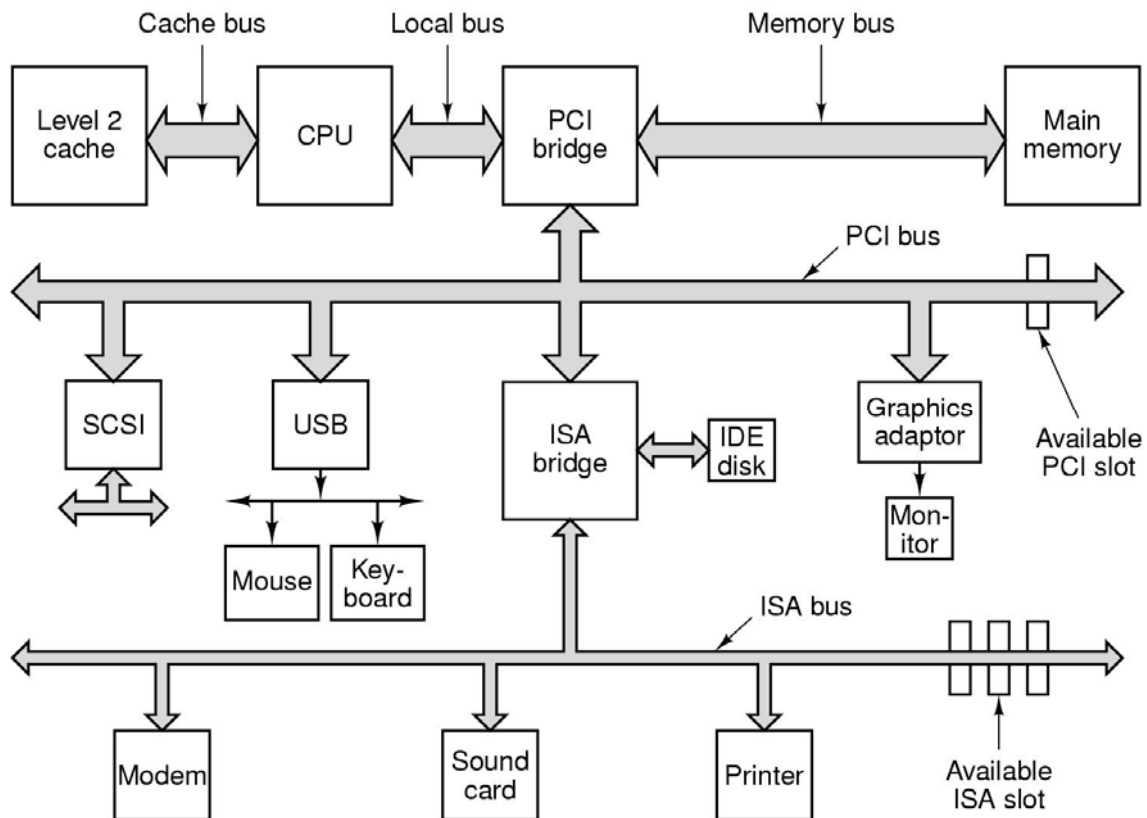 Cache bus
Local bus
Memory bus
Level 2
cache
CPU
PCI
bridge
Main
memory
PCI bus
SCSI
USB
ISA
bridge
IDE
disk
Graphics
adaptor
Available
PCI slot
Mon-
itor
Mouse
Key-
board
ISA bus
Modem
Sound
card
Printer
Available
ISA slot